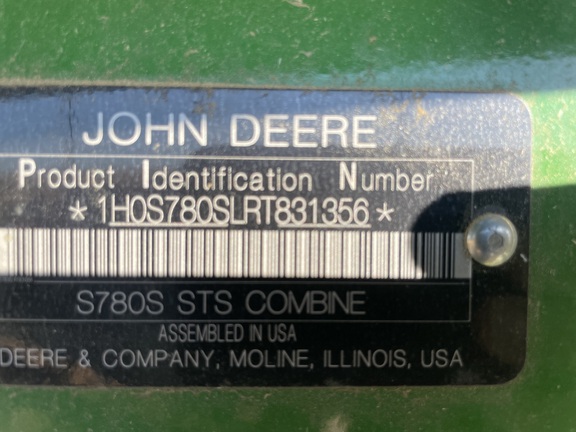 JOHN DEERE
Product Identification Number
* 1H0S780SLRT831356 *
S780S STS COMBINE
ASSEMBLED IN USA
DEERE & COMPANY, MOLINE, ILLINOIS, USA